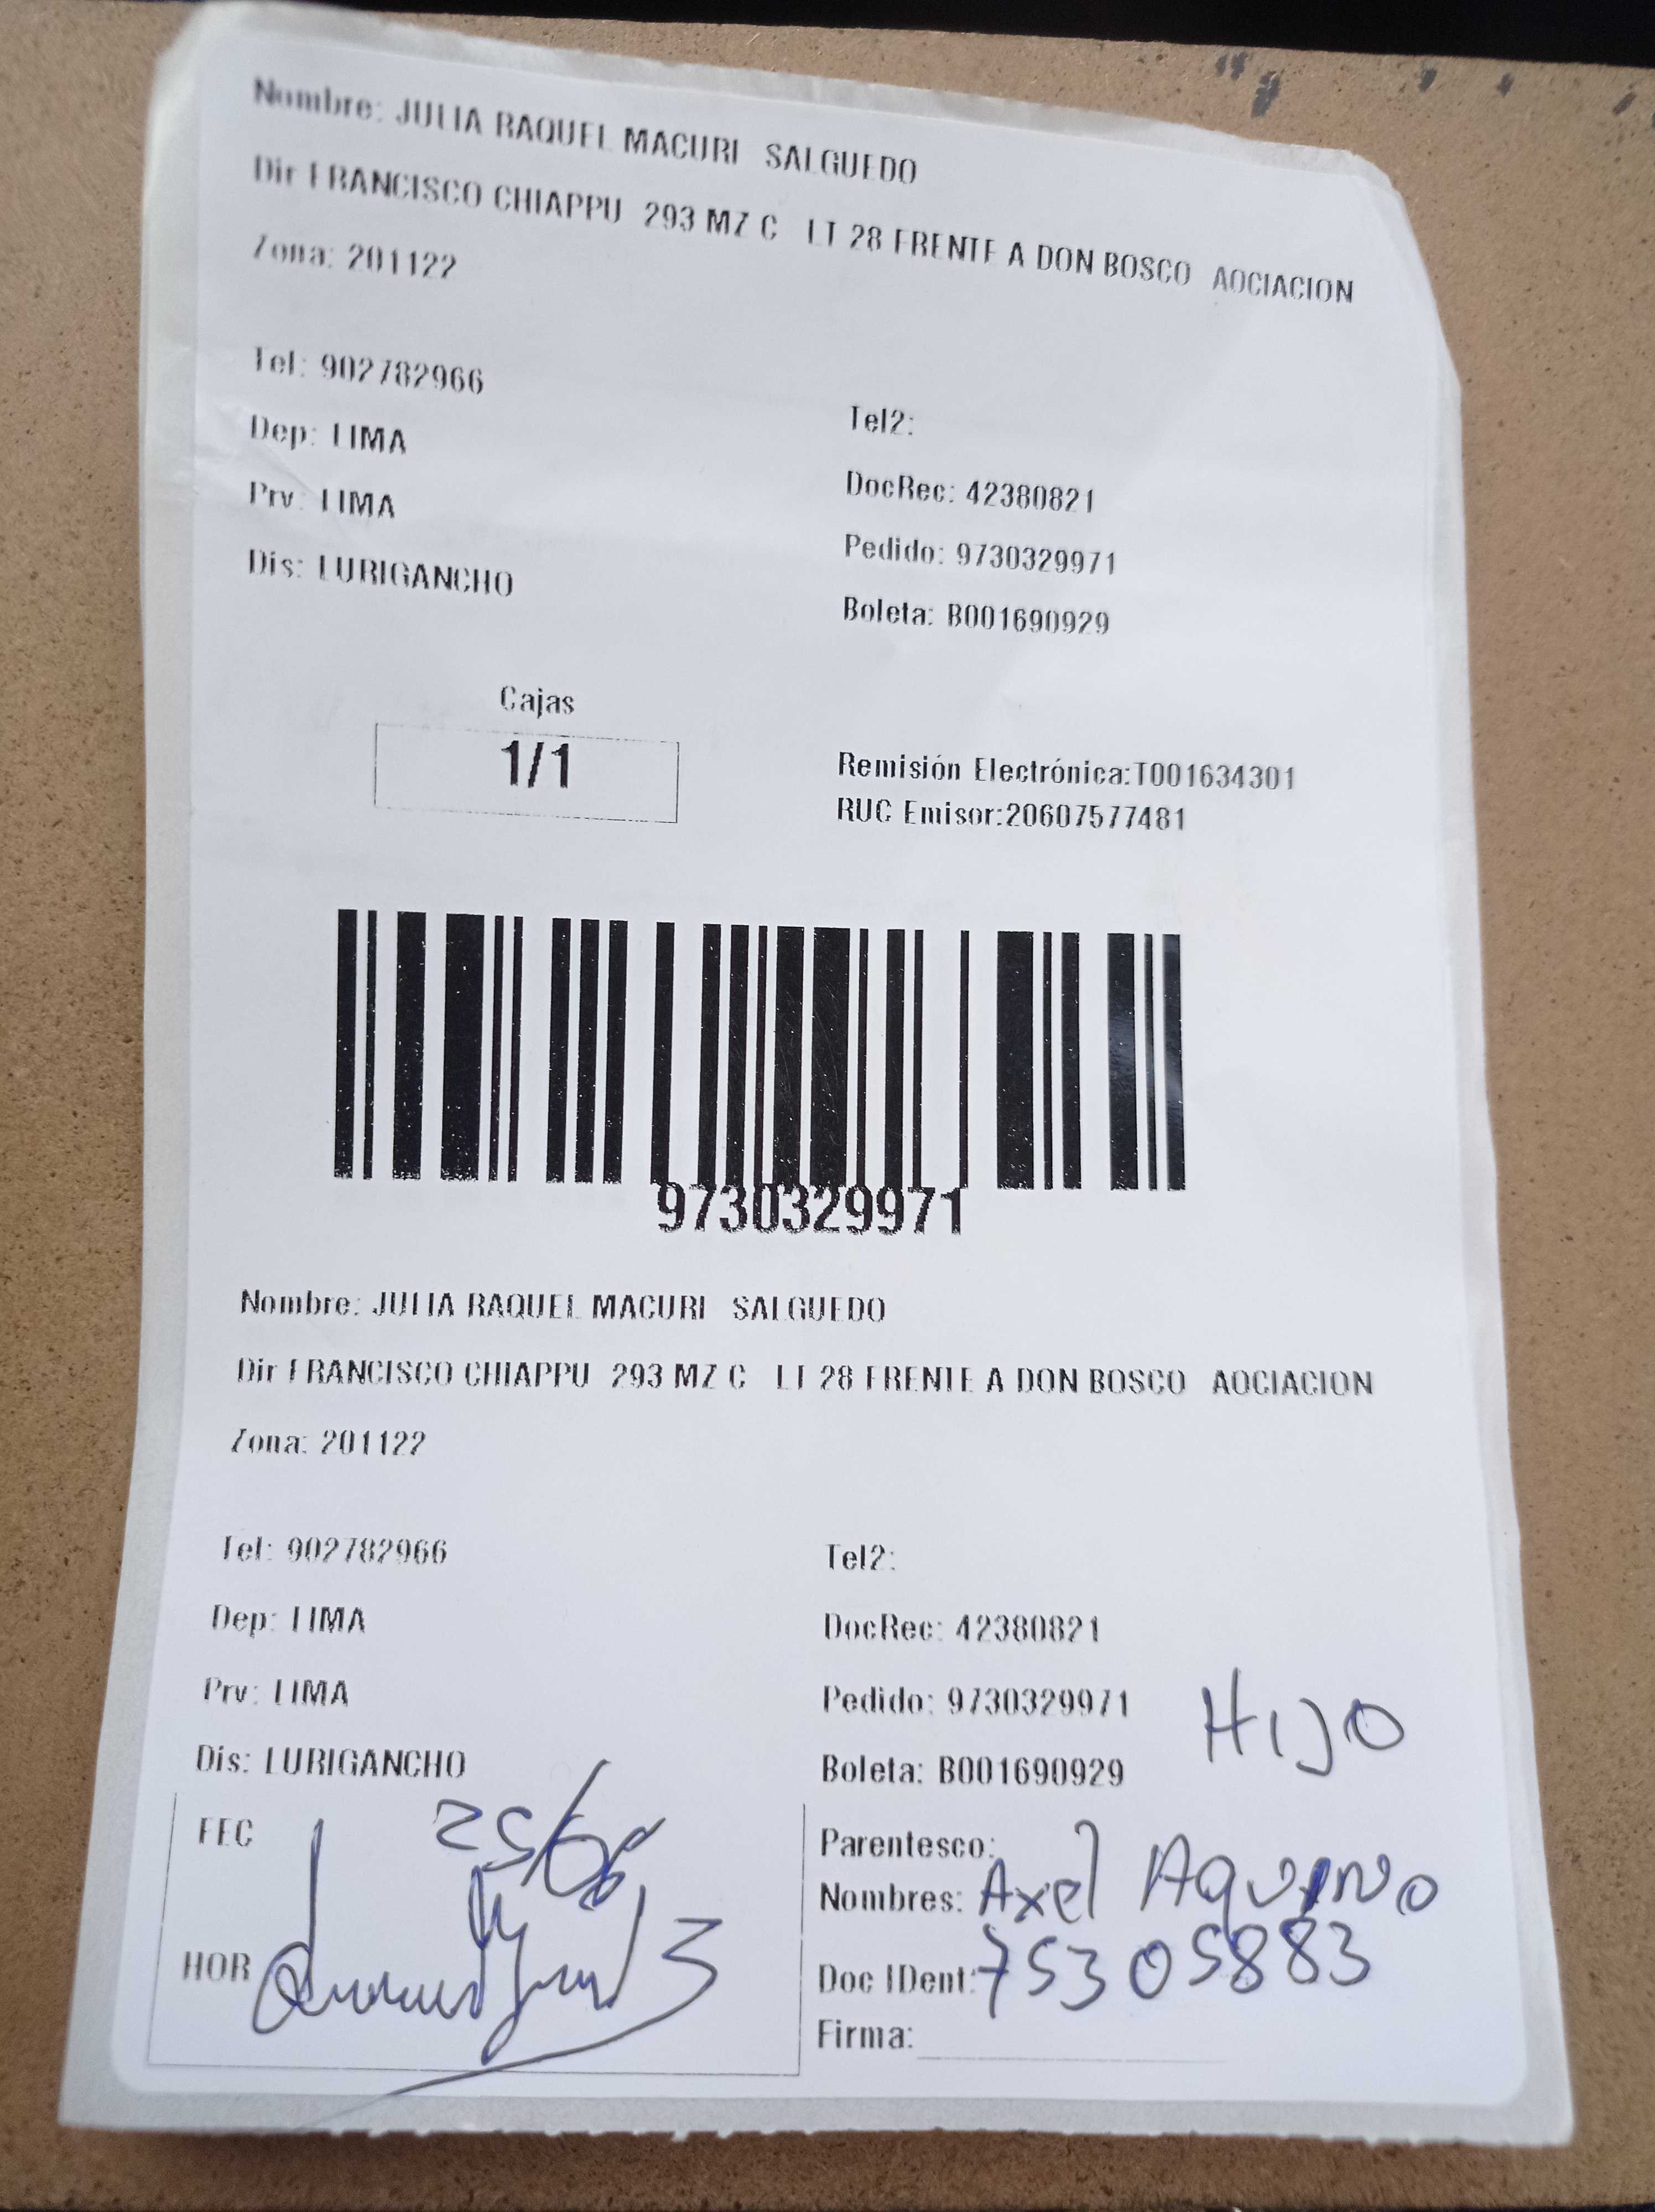 Nombre: JULIA RAQUEL MACURI SALGUEDO
Dir FRANCISCO CHIAPPU 293 MZ C LT 28 FRENTE A DON BOSCO AOCIACION
Zona: 201122
Tel: 902782966
Tel2:
Dep: LIMA
DocRec: 42380821
Prv: LIMA
Pedido: 9730329971
Dis: LURIGANCHO
Boleta: B001690929
Cajas
1/1
Remisión Electrónica:T001634301
RUC Emisor:20607577481
9730329971
Nombre: JULIA RAQUEL MACURI SALGUEDO
Dir FRANCISCO CHIAPPU 293 MZ C LT 28 FRENTE A DON BOSCO AOCIACION
Zona: 201122
Tel: 902782966
Tel2:
Dep: LIMA
DocRec: 42380821
Prv: LIMA
Pedido: 9730329971
HIJO
Dis: LURIGANCHO
Boleta: B001690929
FEC
Parentesco:
Nombres: Axel Aquino
HOR
Doc IDent: 75305883
Firma: